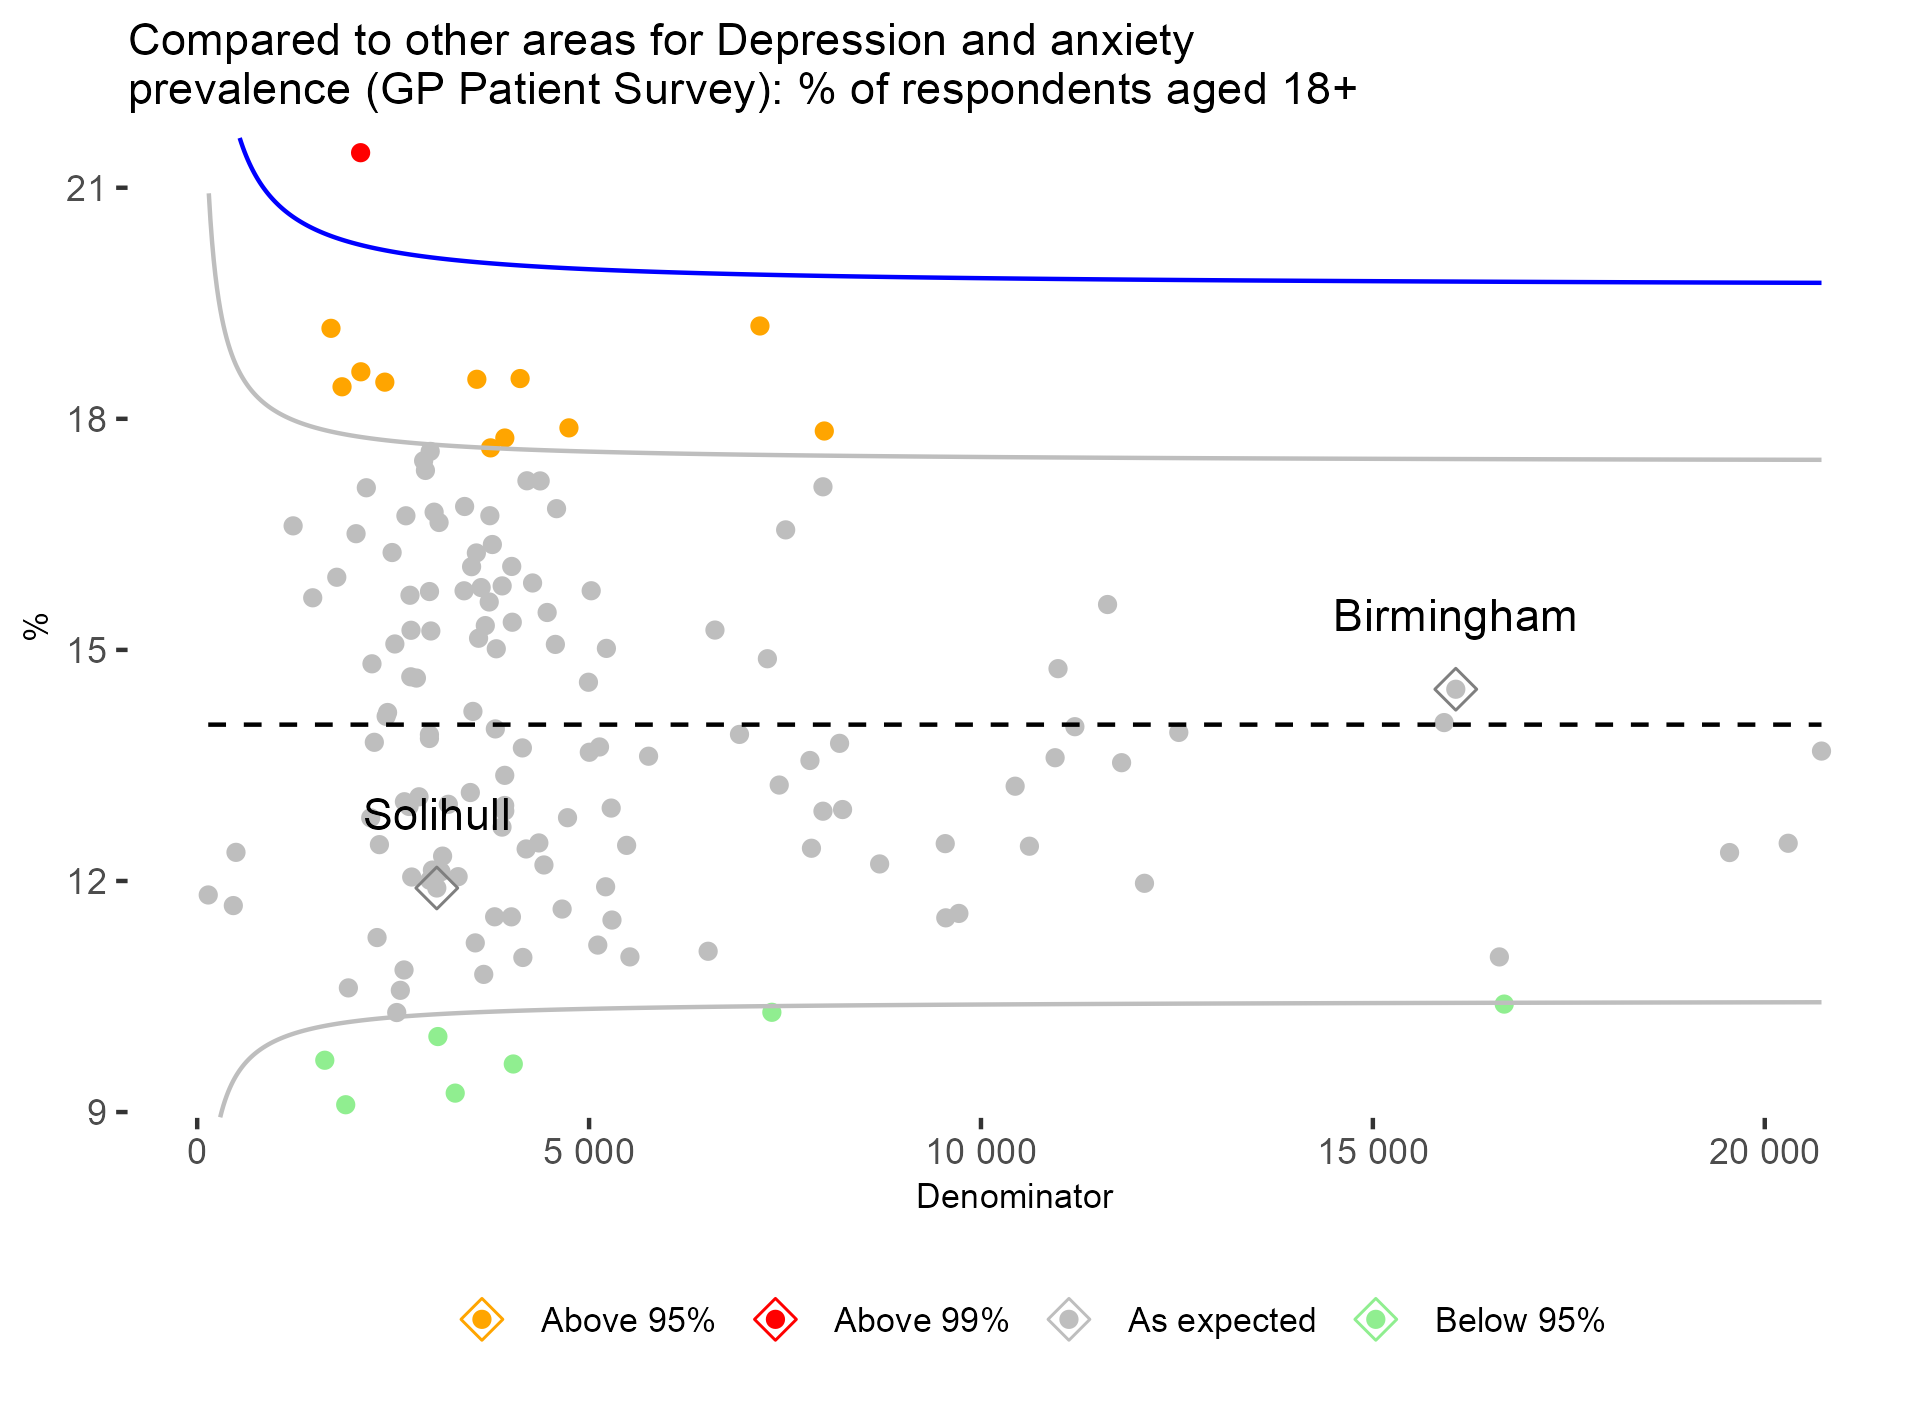 Compared to other areas for Depression and anxiety
prevalence (GP Patient Survey): % of respondents aged 18+
21
18
%
15
12
9
Birmingham
Solihull
0 5 000 10 000 15 000 20 000
Denominator
Above 95% Above 99% As expected Below 95%